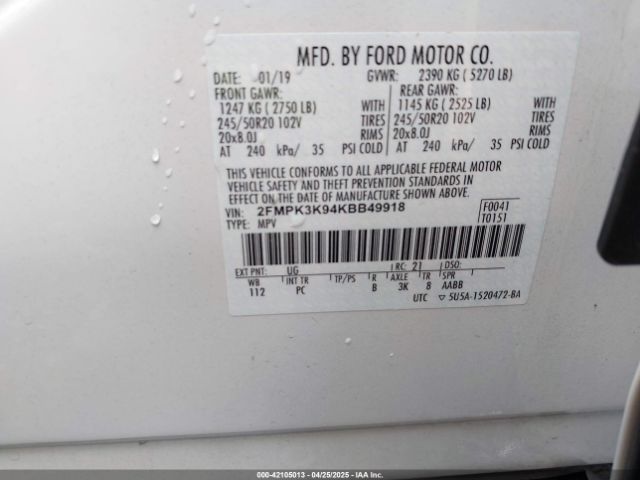 MFD. BY FORD MOTOR CO.
DATE: 01/19 GVWR: 2390 KG ( 5270 LB)
FRONT GAWR: REAR GAWR:
1247 KG ( 2750 LB) WITH 1145 KG ( 2525 LB) WITH
245/50R20 102V TIRES 245/50R20 102V TIRES
20x8.0J RIMS 20x8.0J RIMS
AT 240 kPa/ 35 PSI COLD AT 240 kPa/ 35 PSI COLD
THIS VEHICLE CONFORMS TO ALL APPLICABLE FEDERAL MOTOR
VEHICLE SAFETY AND THEFT PREVENTION STANDARDS IN
EFFECT ON THE DATE OF MANUFACTURE SHOWN ABOVE.
VIN: 2FMPK3K94KBB49918 F0041
TYPE: MPV T0151
EXT PNT: UG RC: 21 DSO:
WB INT TR TP/PS R AXLE TR SPR
112 PC B 3K 8 AABB
UTC ▽ 5U5A-1520472-BA
000-42105013 - 04/25/2025 - IAAI.com